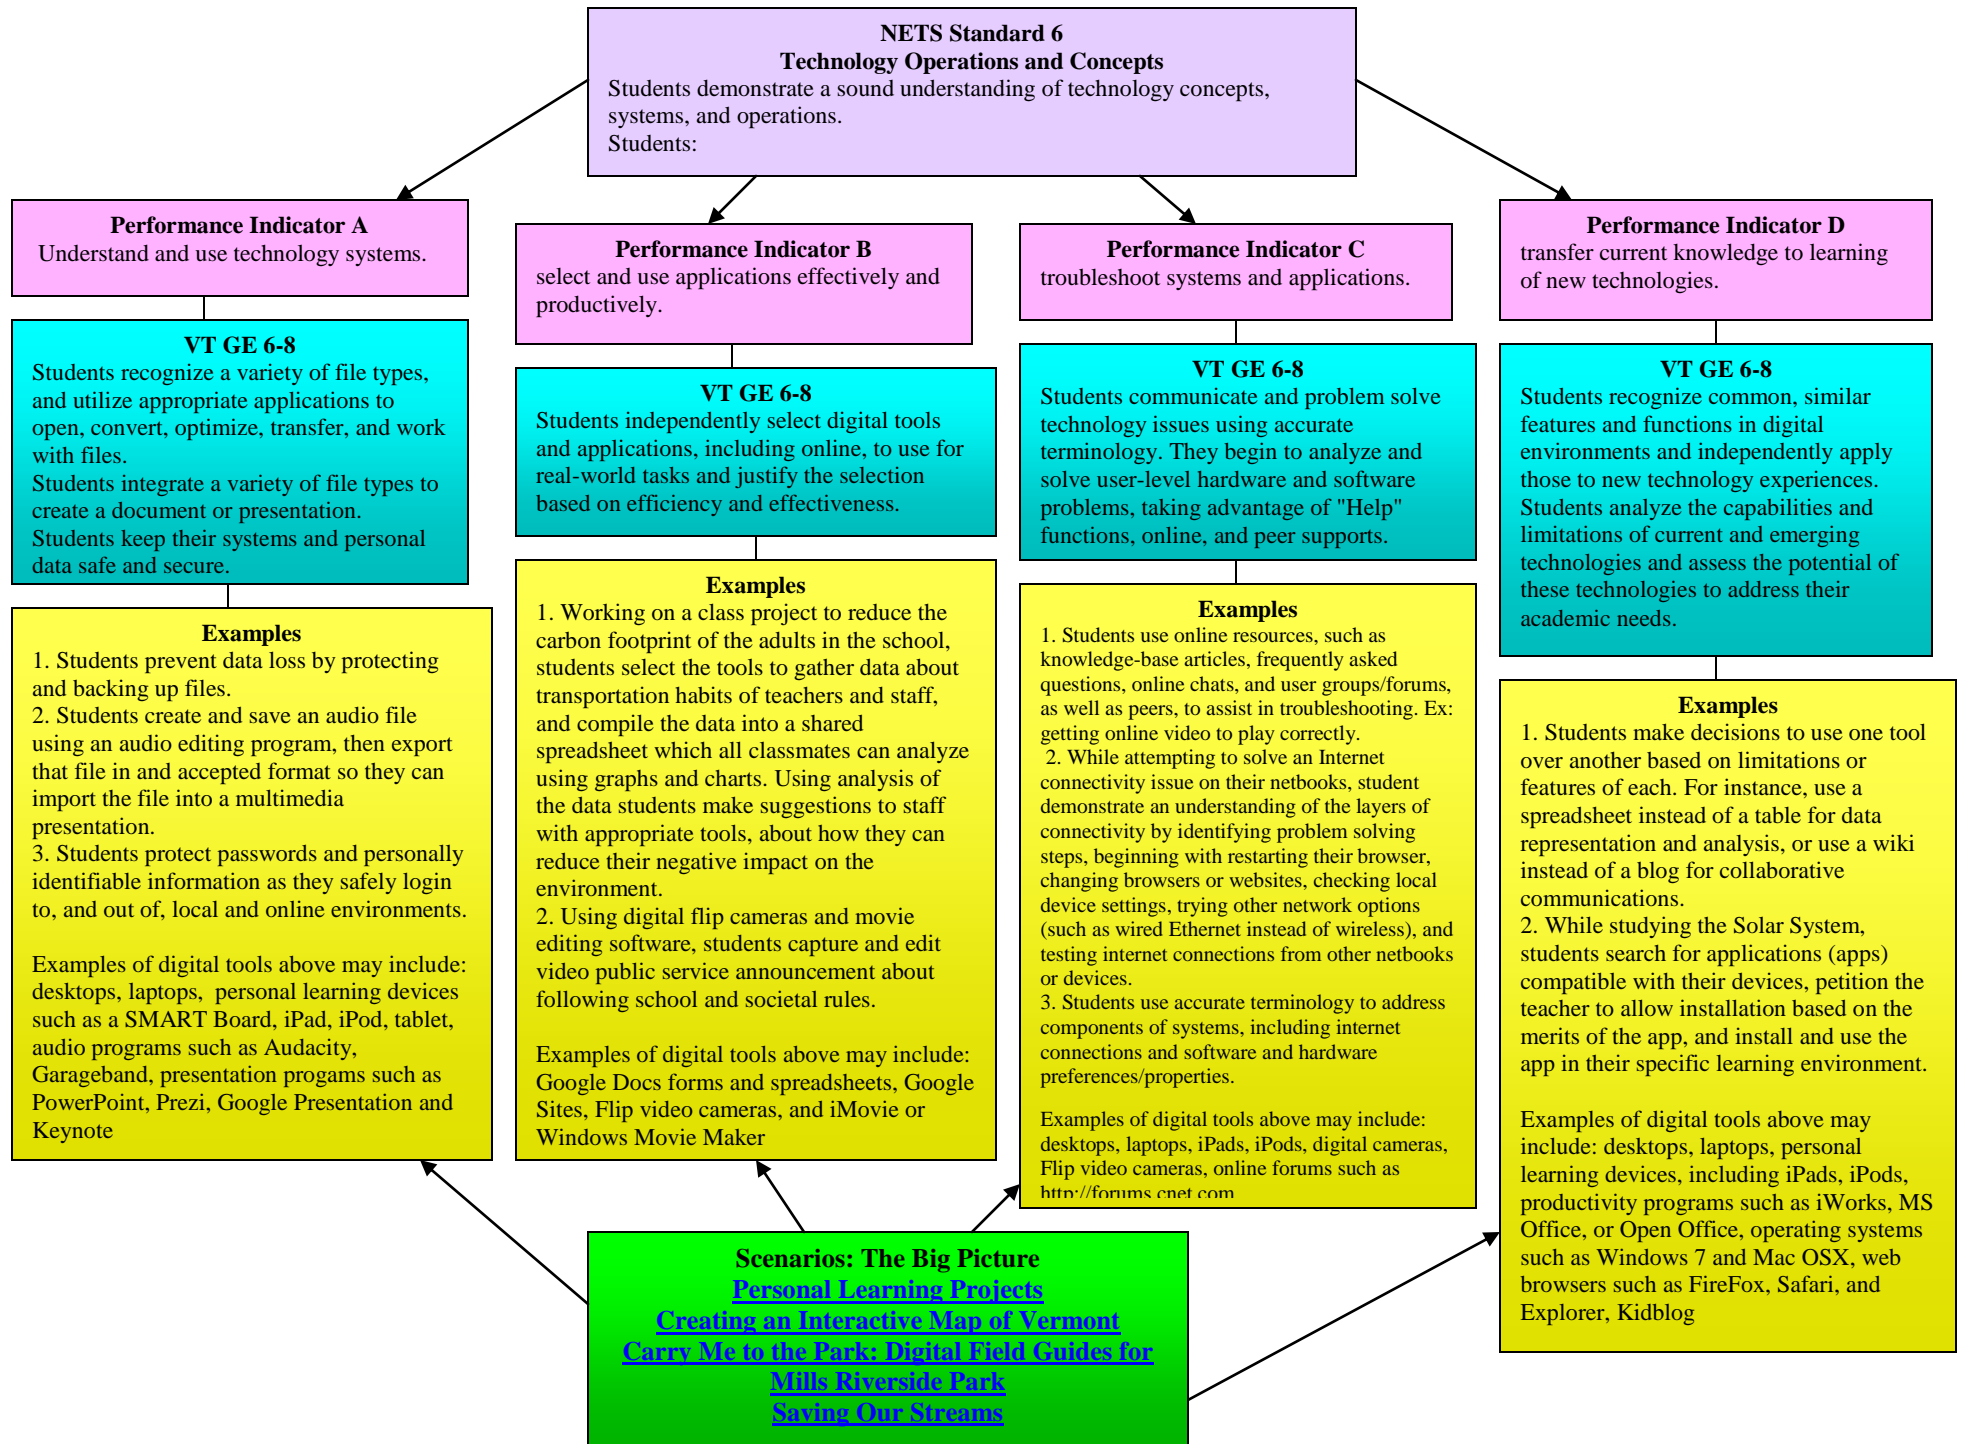 NETS Standard 6
Technology Operations and Concepts
Students demonstrate a sound understanding of technology concepts,
systems, and operations.
Students:
Performance Indicator A
Understand and use technology systems.
VT GE 6-8
Students recognize a variety of file types,
and utilize appropriate applications to
open, convert, optimize, transfer, and work
with files.
Students integrate a variety of file types to
create a document or presentation.
Students keep their systems and personal
data safe and secure.
Examples
1. Students prevent data loss by protecting
and backing up files.
2. Students create and save an audio file
using an audio editing program, then export
that file in and accepted format so they can
import the file into a multimedia
presentation.
3. Students protect passwords and personally
identifiable information as they safely login
to, and out of, local and online environments.
Examples of digital tools above may include:
desktops, laptops,  personal learning devices
such as a SMART Board, iPad, iPod, tablet,
audio programs such as Audacity,
Garageband, presentation progams such as
PowerPoint, Prezi, Google Presentation and
Keynote
Performance Indicator B
select and use applications effectively and
productively.
VT GE 6-8
Students independently select digital tools
and applications, including online, to use for
real-world tasks and justify the selection
based on efficiency and effectiveness.
Examples
1. Working on a class project to reduce the
carbon footprint of the adults in the school,
students select the tools to gather data about
transportation habits of teachers and staff,
and compile the data into a shared
spreadsheet which all classmates can analyze
using graphs and charts. Using analysis of
the data students make suggestions to staff
with appropriate tools, about how they can
reduce their negative impact on the
environment.
2. Using digital flip cameras and movie
editing software, students capture and edit
video public service announcement about
following school and societal rules.
Examples of digital tools above may include:
Google Docs forms and spreadsheets, Google
Sites, Flip video cameras, and iMovie or
Windows Movie Maker
Performance Indicator C
troubleshoot systems and applications.
VT GE 6-8
Students communicate and problem solve
technology issues using accurate
terminology. They begin to analyze and
solve user-level hardware and software
problems, taking advantage of "Help"
functions, online, and peer supports.
Examples
1. Students use online resources, such as
knowledge-base articles, frequently asked
questions, online chats, and user groups/forums,
as well as peers, to assist in troubleshooting. Ex:
getting online video to play correctly.
2. While attempting to solve an Internet
connectivity issue on their netbooks, student
demonstrate an understanding of the layers of
connectivity by identifying problem solving
steps, beginning with restarting their browser,
changing browsers or websites, checking local
device settings, trying other network options
(such as wired Ethernet instead of wireless), and
testing internet connections from other netbooks
or devices.
3. Students use accurate terminology to address
components of systems, including internet
connections and software and hardware
preferences/properties.
Examples of digital tools above may include:
desktops, laptops, iPads, iPods, digital cameras,
Flip video cameras, online forums such as
http://forums.cnet.com
Performance Indicator D
transfer current knowledge to learning
of new technologies.
VT GE 6-8
Students recognize common, similar
features and functions in digital
environments and independently apply
those to new technology experiences.
Students analyze the capabilities and
limitations of current and emerging
technologies and assess the potential of
these technologies to address their
academic needs.
Examples
1. Students make decisions to use one tool
over another based on limitations or
features of each. For instance, use a
spreadsheet instead of a table for data
representation and analysis, or use a wiki
instead of a blog for collaborative
communications.
2. While studying the Solar System,
students search for applications (apps)
compatible with their devices, petition the
teacher to allow installation based on the
merits of the app, and install and use the
app in their specific learning environment.
Examples of digital tools above may
include: desktops, laptops, personal
learning devices, including iPads, iPods,
productivity programs such as iWorks, MS
Office, or Open Office, operating systems
such as Windows 7 and Mac OSX, web
browsers such as FireFox, Safari, and
Explorer, Kidblog
Scenarios: The Big Picture
Personal Learning Projects
Creating an Interactive Map of Vermont
Carry Me to the Park: Digital Field Guides for
Mills Riverside Park
Saving Our Streams